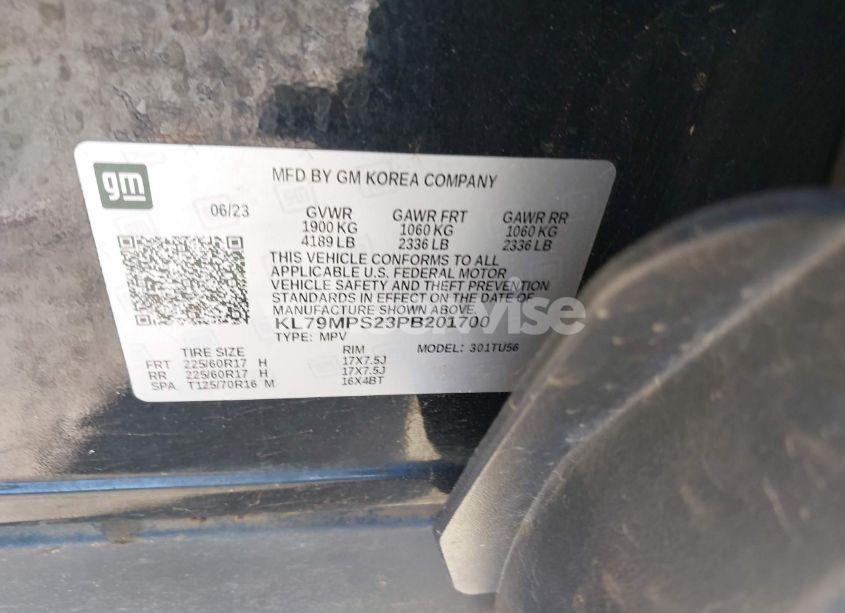 gm
MFD BY GM KOREA COMPANY
06/23 GVWR GAWR FRT GAWR RR
1900 KG 1060 KG 1060 KG
4189 LB 2336 LB 2336 LB
THIS VEHICLE CONFORMS TO ALL
APPLICABLE U.S. FEDERAL MOTOR
VEHICLE SAFETY AND THEFT PREVENTION
STANDARDS IN EFFECT ON THE DATE OF
MANUFACTURE SHOWN ABOVE.
KL79MPS23PB201700
TYPE: MPV MODEL: 301TU56
TIRE SIZE RIM
FRT 225/60R17 H 17X7.5J
RR 225/60R17 H 17X7.5J
SPA T125/70R16 M 16X4BT